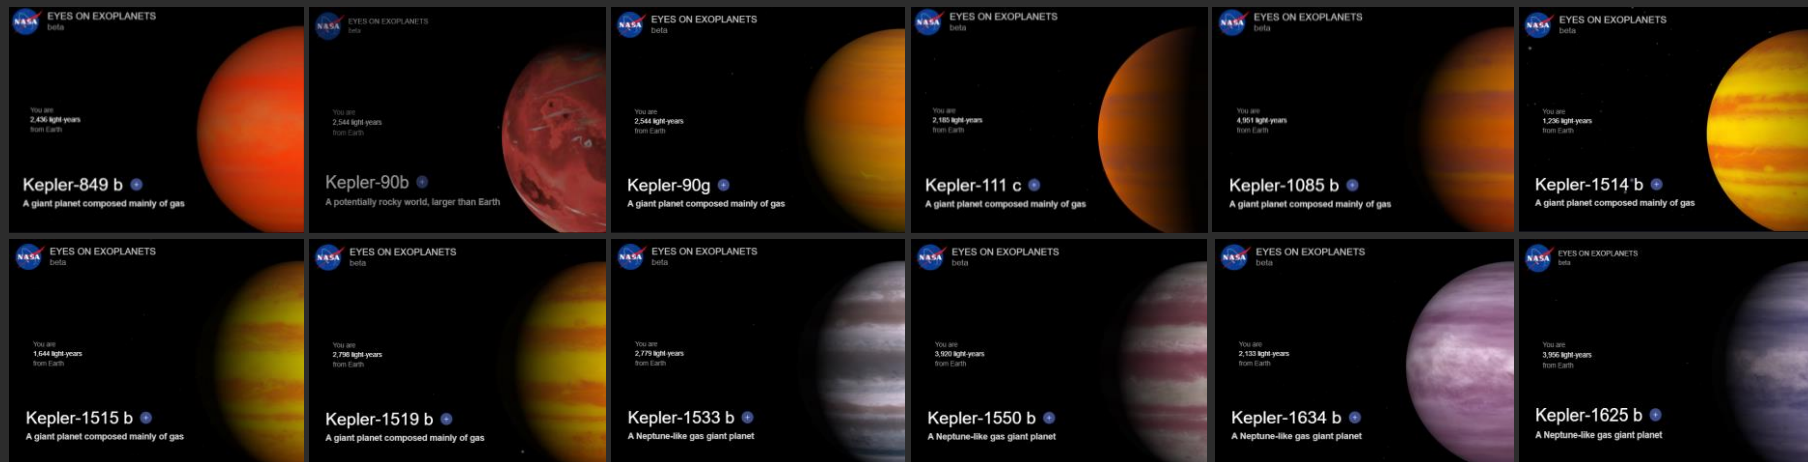 NASA
EYES ON EXOPLANETS
beta
You are
2,436 light-years
from Earth
Kepler-849 b
A giant planet composed mainly of gas
NASA
EYES ON EXOPLANETS
beta
You are
2,544 light-years
from Earth
Kepler-90b
A potentially rocky world, larger than Earth
NASA
EYES ON EXOPLANETS
beta
You are
2,544 light-years
from Earth
Kepler-90g
A giant planet composed mainly of gas
NASA
EYES ON EXOPLANETS
beta
You are
2,185 light-years
from Earth
Kepler-111 c
A giant planet composed mainly of gas
NASA
EYES ON EXOPLANETS
beta
You are
4,951 light-years
from Earth
Kepler-1085 b
A giant planet composed mainly of gas
NASA
EYES ON EXOPLANETS
beta
You are
1,236 light-years
from Earth
Kepler-1514 b
A giant planet composed mainly of gas
NASA
EYES ON EXOPLANETS
beta
You are
1,644 light-years
from Earth
Kepler-1515 b
A giant planet composed mainly of gas
NASA
EYES ON EXOPLANETS
beta
You are
2,798 light-years
from Earth
Kepler-1519 b
A giant planet composed mainly of gas
NASA
EYES ON EXOPLANETS
beta
You are
2,779 light-years
from Earth
Kepler-1533 b
A Neptune-like gas giant planet
NASA
EYES ON EXOPLANETS
beta
You are
3,920 light-years
from Earth
Kepler-1550 b
A Neptune-like gas giant planet
NASA
EYES ON EXOPLANETS
beta
You are
2,133 light-years
from Earth
Kepler-1634 b
A Neptune-like gas giant planet
NASA
EYES ON EXOPLANETS
beta
You are
3,956 light-years
from Earth
Kepler-1625 b
A Neptune-like gas giant planet